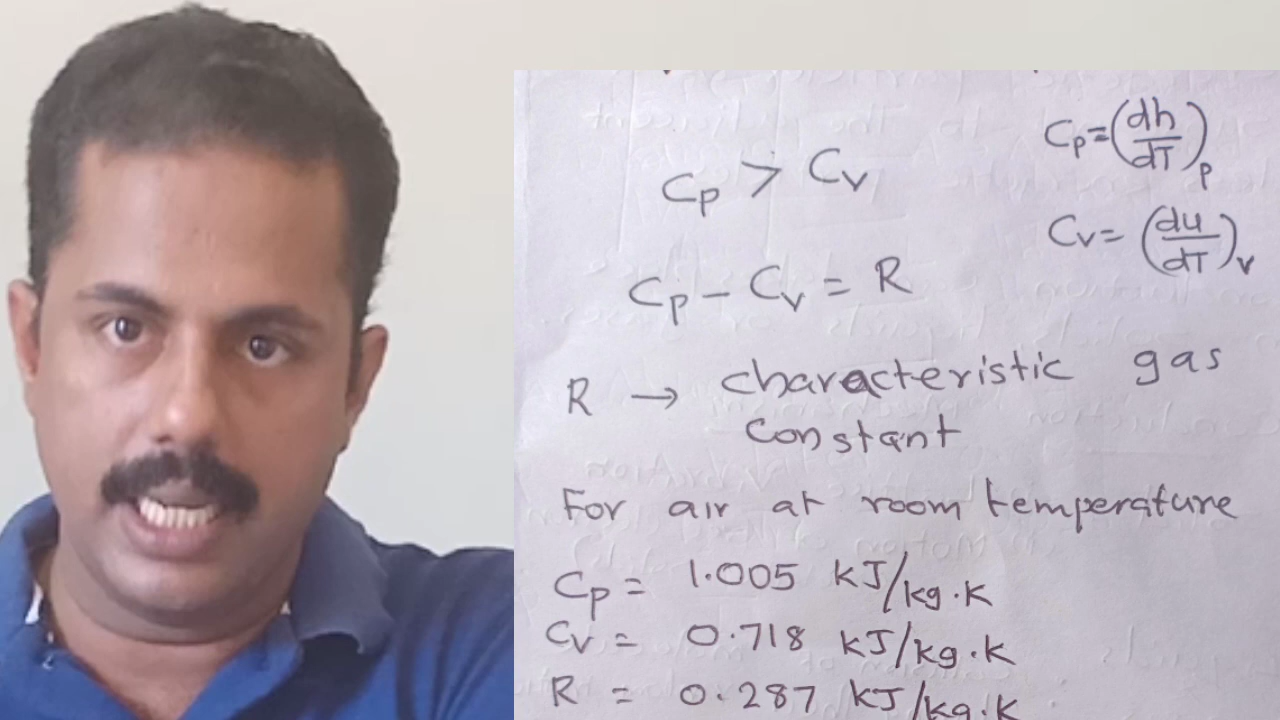 Cp > Cv
Cp = (dh/dT)p
Cv = (du/dT)v
Cp - Cv = R
R → characteristic gas
constant
For air at room temperature
Cp = 1.005 kJ/kg.K
Cv = 0.718 kJ/kg.K
R = 0.287 kJ/kg.K